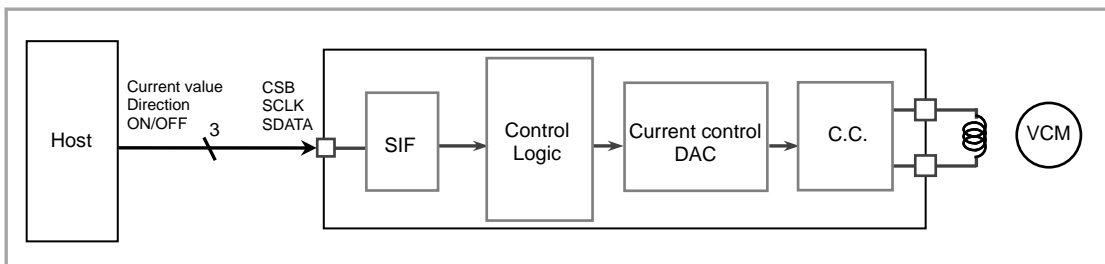 Host
Current value
Direction
ON/OFF
3
CSB
SCLK
SDATA
SIF
Control
Logic
Current control
DAC
C.C.
VCM